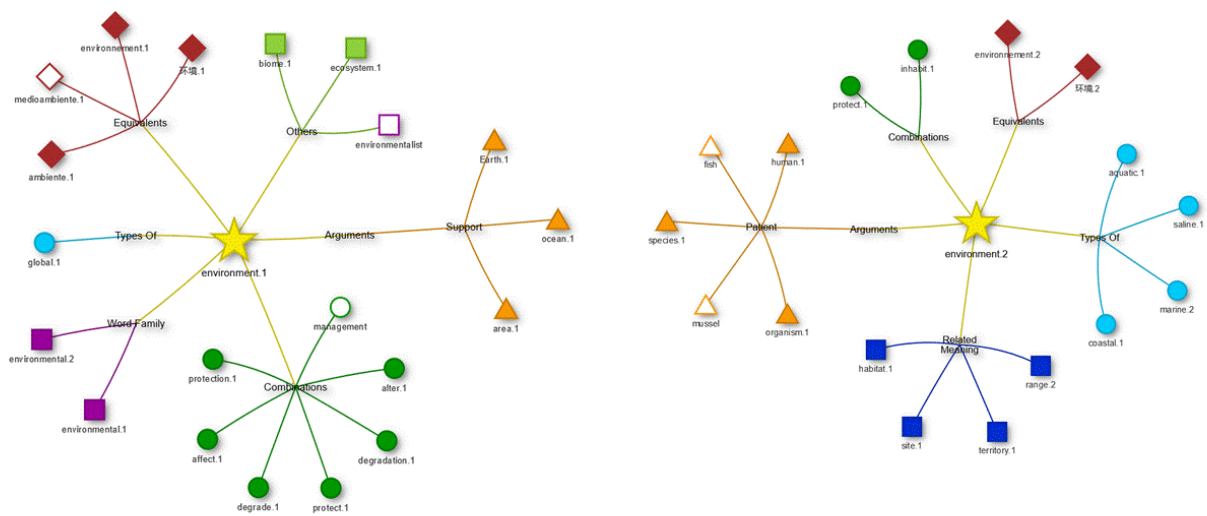 environnement.1
环境.1
medioambiente.1
Equivalents
ambiente.1
biome.1
ecosystem.1
Others
environmentalist
Earth.1
Support
ocean.1
area.1
Arguments
Types Of
global.1
environment.1
Word Family
environmental.2
environmental.1
management
protection.1
Combinations
alter.1
affect.1
degradation.1
degrade.1
protect.1
inhabit.1
protect.1
Combinations
environnement.2
环境.2
Equivalents
fish
human.1
species.1
Patient
Arguments
mussel
organism.1
environment.2
aquatic.1
saline.1
Types Of
marine.2
coastal.1
Related
Meaning
habitat.1
range.2
site.1
territory.1